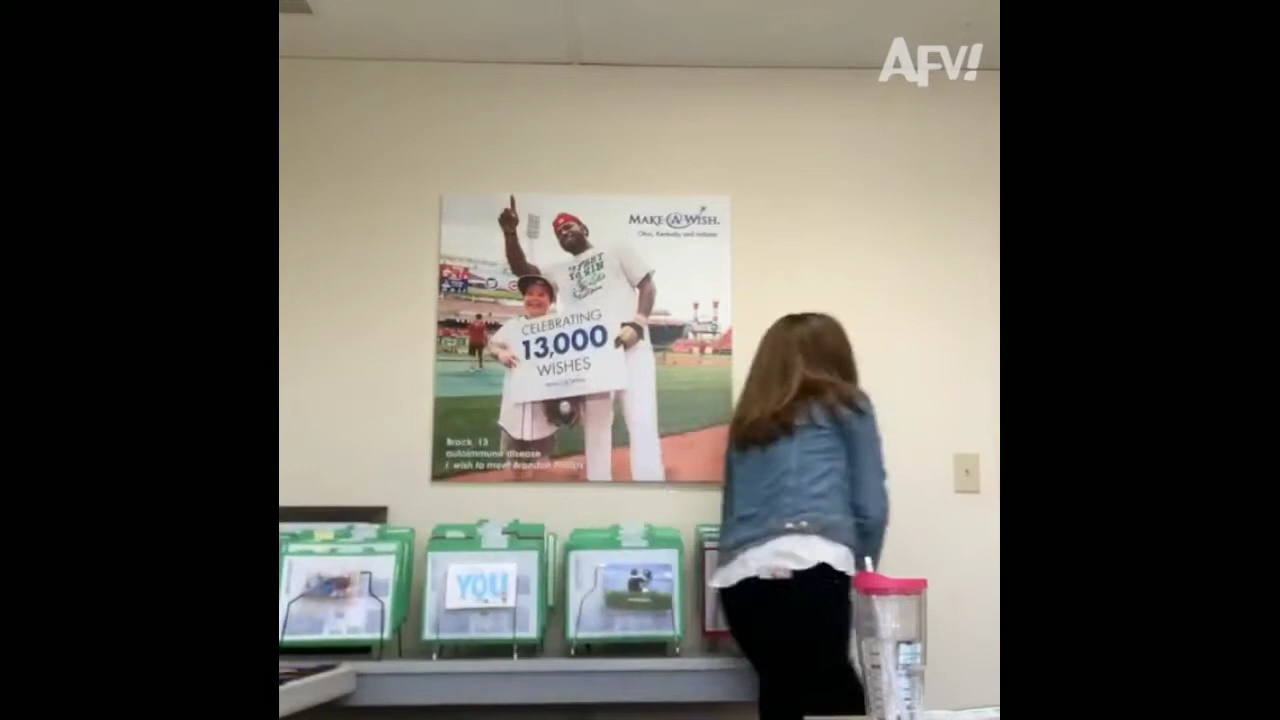 AFV!
MAKE-A-WISH.
Ohio, Kentucky and Indiana
CELEBRATING
13,000
WISHES
Brock, 13
autoimmune disease
I wish to meet Brandon Phillips
YOU